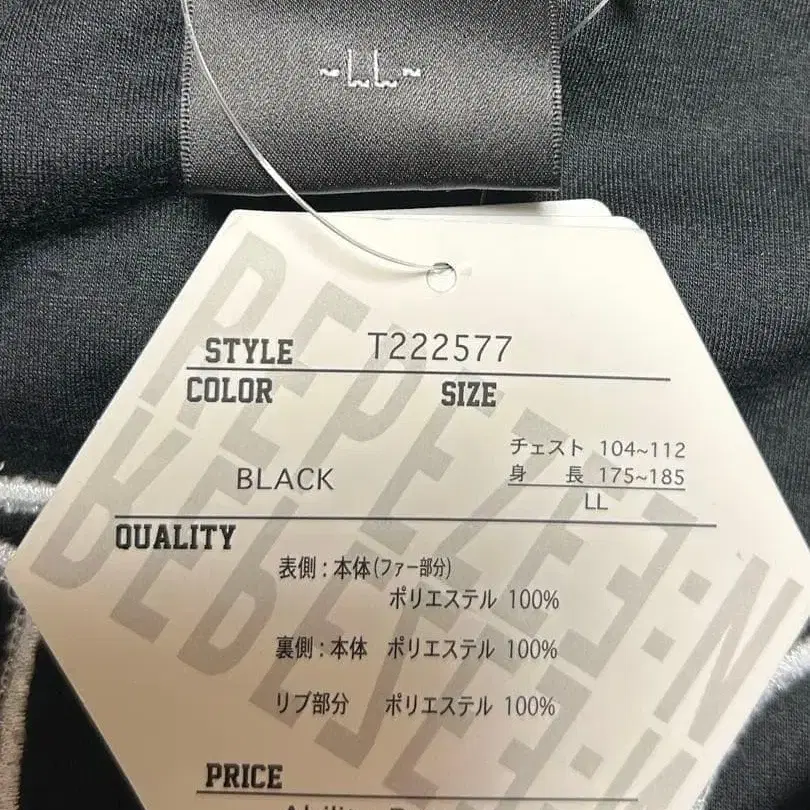 ~LL~
STYLE T222577
COLOR SIZE
チェスト 104~112
BLACK 身 長 175~185
LL
QUALITY
表側:本体(ファー部分)
ポリエステル 100%
裏側:本体 ポリエステル 100%
リブ部分 ポリエステル 100%
PRICE